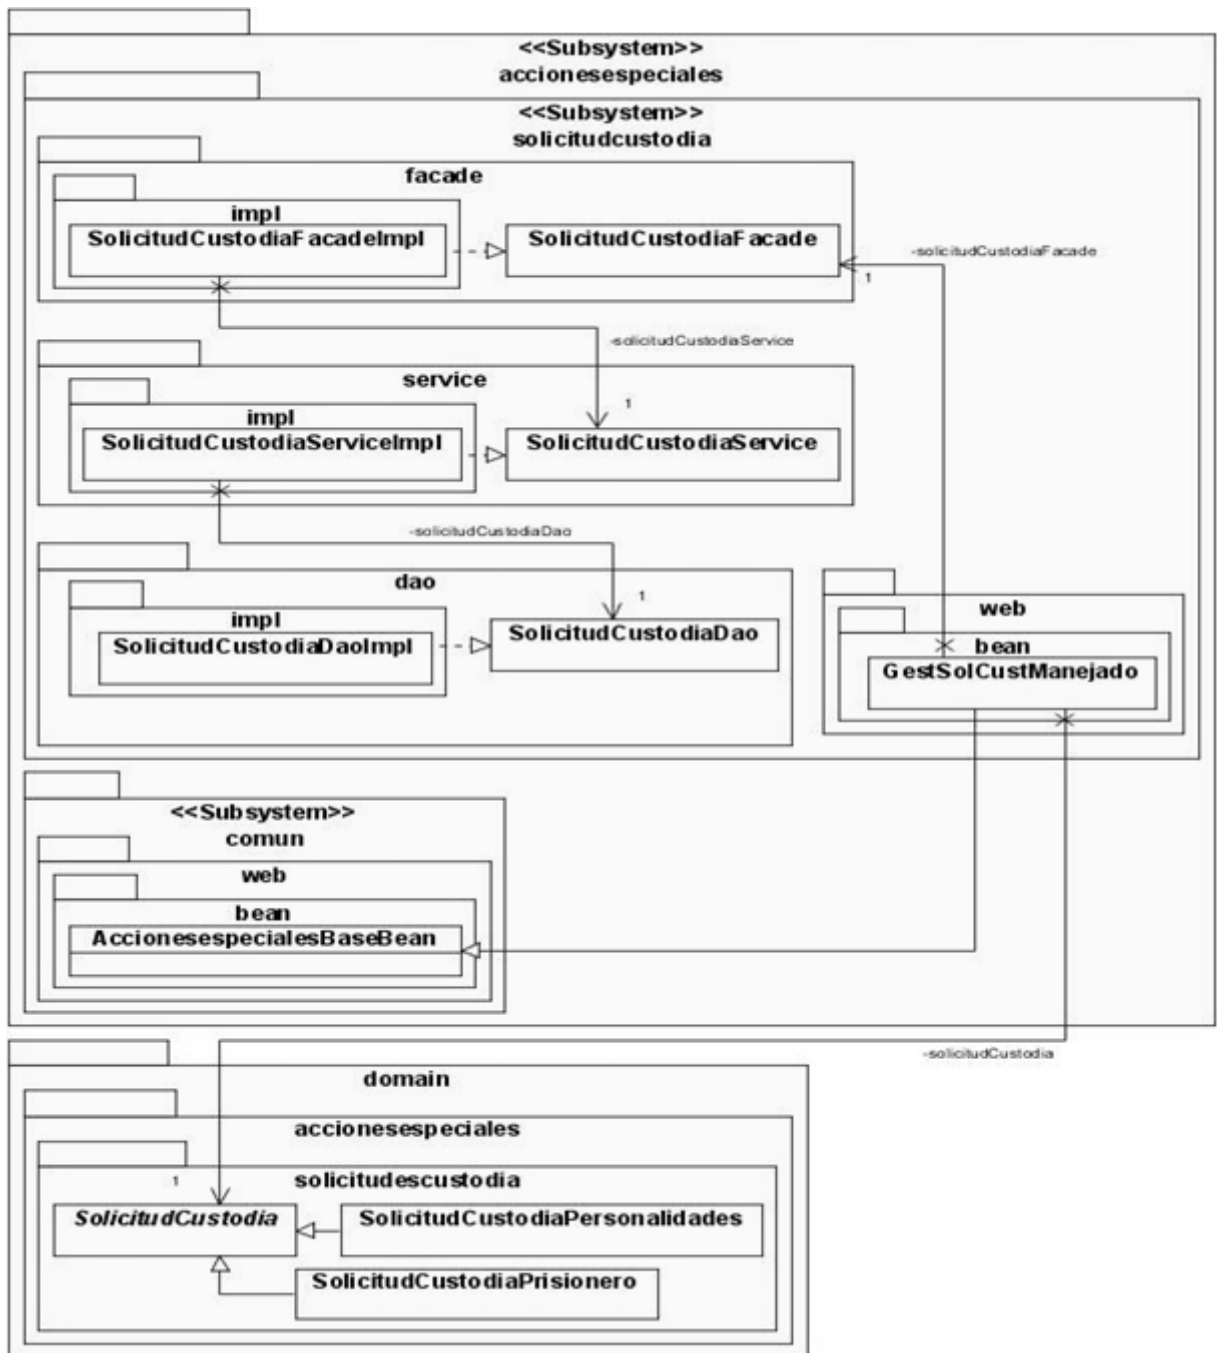 <<Subsystem>>
accionesespeciales
<<Subsystem>>
solicitudcustodia
facade
impl
SolicitudCustodiaFacadeImpl
SolicitudCustodiaFacade
-solicitudCustodiaFacade
1
-solicitudCustodiaService
service
1
impl
SolicitudCustodiaServiceImpl
SolicitudCustodiaService
-solicitudCustodiaDao
dao
1
impl
SolicitudCustodiaDaoImpl
SolicitudCustodiaDao
web
bean
GestSolCustManejado
<<Subsystem>>
comun
web
bean
AccionesespecialesBaseBean
-solicitudCustodia
domain
accionesespeciales
solicitudescustodia
1
SolicitudCustodia
SolicitudCustodiaPersonalidades
SolicitudCustodiaPrisionero